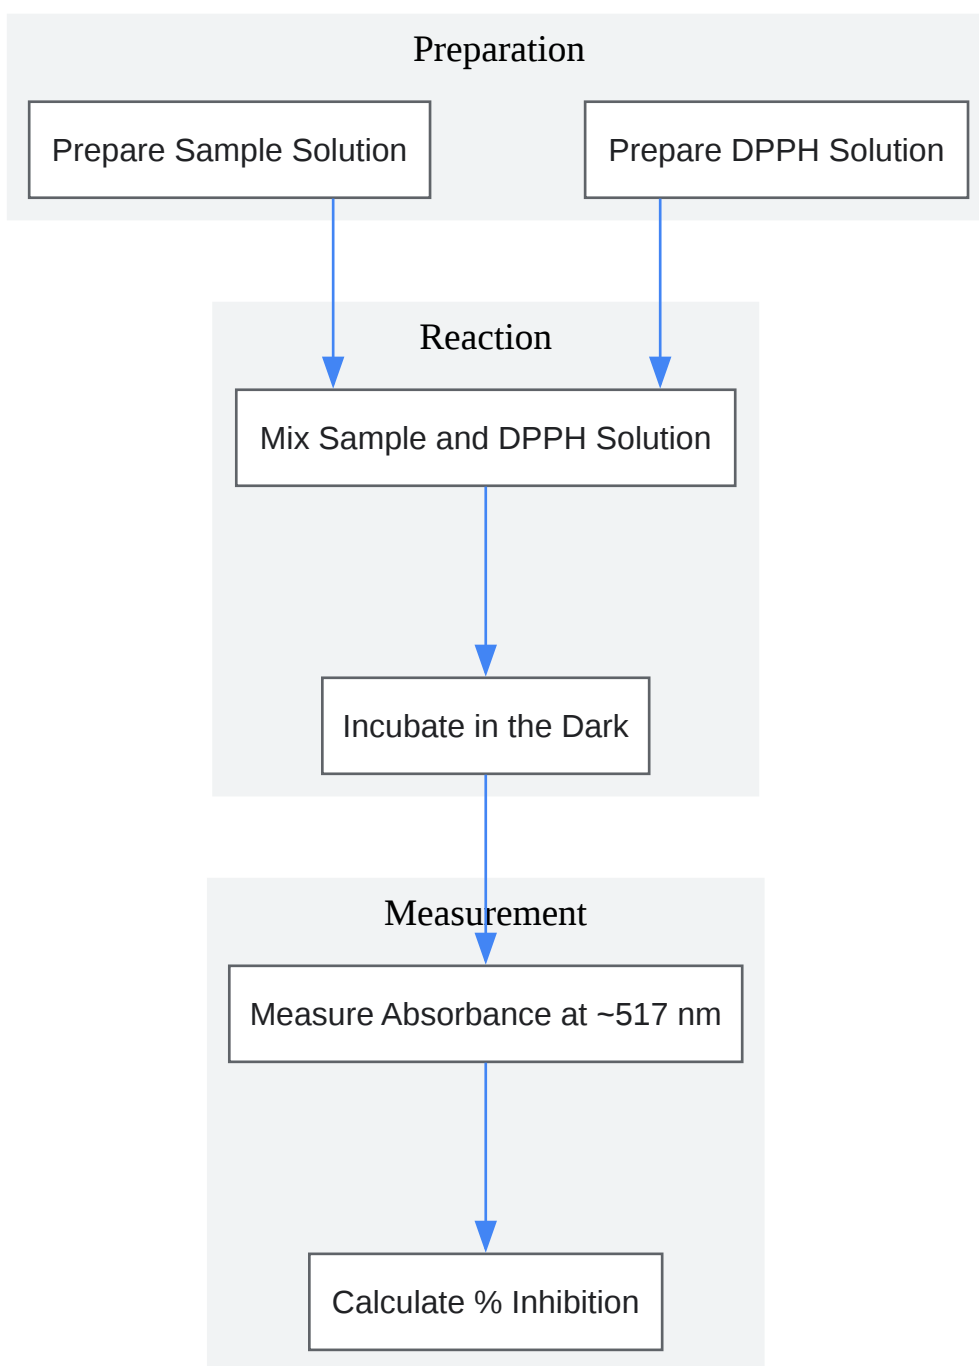 Preparation
Prepare Sample Solution
Prepare DPPH Solution
Reaction
Mix Sample and DPPH Solution
Incubate in the Dark
Measurement
Measure Absorbance at ~517 nm
Calculate % Inhibition